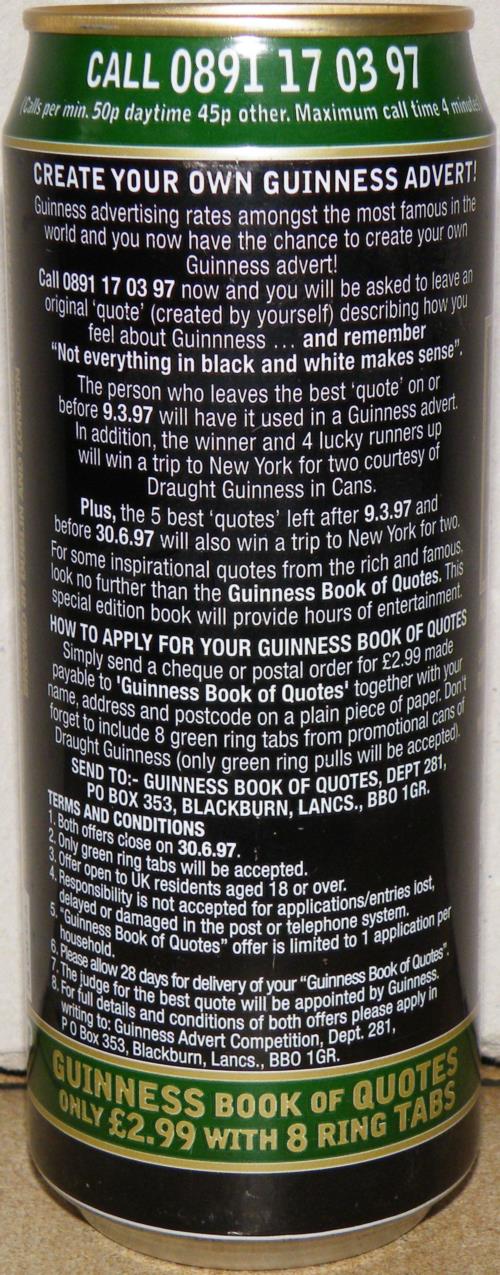 CALL 0891 17 03 97
(Calls per min. 50p daytime 45p other. Maximum call time 4 minutes)
CREATE YOUR OWN GUINNESS ADVERT!
Guinness advertising rates amongst the most famous in the
world and you now have the chance to create your own
Guinness advert!
Call 0891 17 03 97 now and you will be asked to leave an
original 'quote' (created by yourself) describing how you
feel about Guinnness ... and remember
"Not everything in black and white makes sense".
The person who leaves the best 'quote' on or
before 9.3.97 will have it used in a Guinness advert.
In addition, the winner and 4 lucky runners up
will win a trip to New York for two courtesy of
Draught Guinness in Cans.
Plus, the 5 best 'quotes' left after 9.3.97 and
before 30.6.97 will also win a trip to New York for two.
For some inspirational quotes from the rich and famous,
look no further than the Guinness Book of Quotes. This
special edition book will provide hours of entertainment.
HOW TO APPLY FOR YOUR GUINNESS BOOK OF QUOTES
Simply send a cheque or postal order for £2.99 made
payable to 'Guinness Book of Quotes' together with your
name, address and postcode on a plain piece of paper. Don't
forget to include 8 green ring tabs from promotional cans of
Draught Guinness (only green ring pulls will be accepted).
SEND TO:- GUINNESS BOOK OF QUOTES, DEPT 281,
PO BOX 353, BLACKBURN, LANCS., BBO 1GR.
TERMS AND CONDITIONS
1. Both offers close on 30.6.97.
2. Only green ring tabs will be accepted.
3. Offer open to UK residents aged 18 or over.
4. Responsibility is not accepted for applications/entries lost,
delayed or damaged in the post or telephone system.
5. "Guinness Book of Quotes" offer is limited to 1 application per
household.
6. Please allow 28 days for delivery of your "Guinness Book of Quotes".
7. The judge for the best quote will be appointed by Guinness.
8. For full details and conditions of both offers please apply in
writing to: Guinness Advert Competition, Dept. 281,
P O Box 353, Blackburn, Lancs., BBO 1GR.
GUINNESS BOOK OF QUOTES
ONLY £2.99 WITH 8 RING TABS
BREWED IN DUBLIN AND LONDON